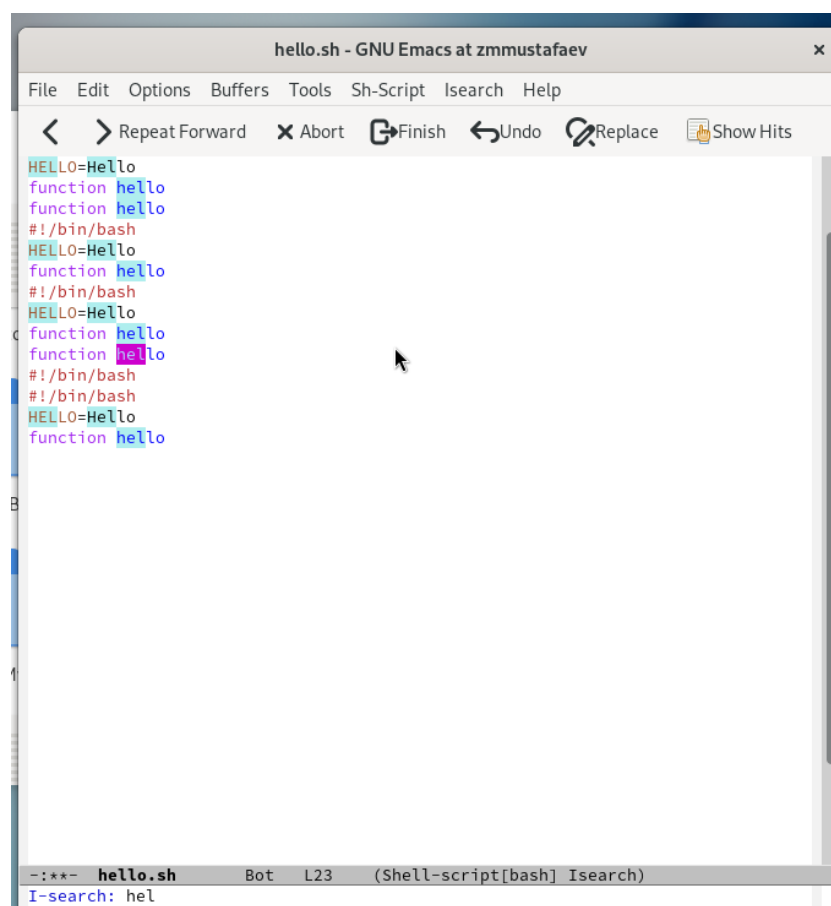 hello.sh - GNU Emacs at zmmustafaev
File Edit Options Buffers Tools Sh-Script Isearch Help
Repeat Forward Abort Finish Undo Replace Show Hits
HELLO=Hello
function hello
function hello
#!/bin/bash
HELLO=Hello
function hello
#!/bin/bash
HELLO=Hello
function hello
function hello
#!/bin/bash
#!/bin/bash
HELLO=Hello
function hello
-:**- hello.sh Bot L23 (Shell-script[bash] Isearch)
I-search: hel